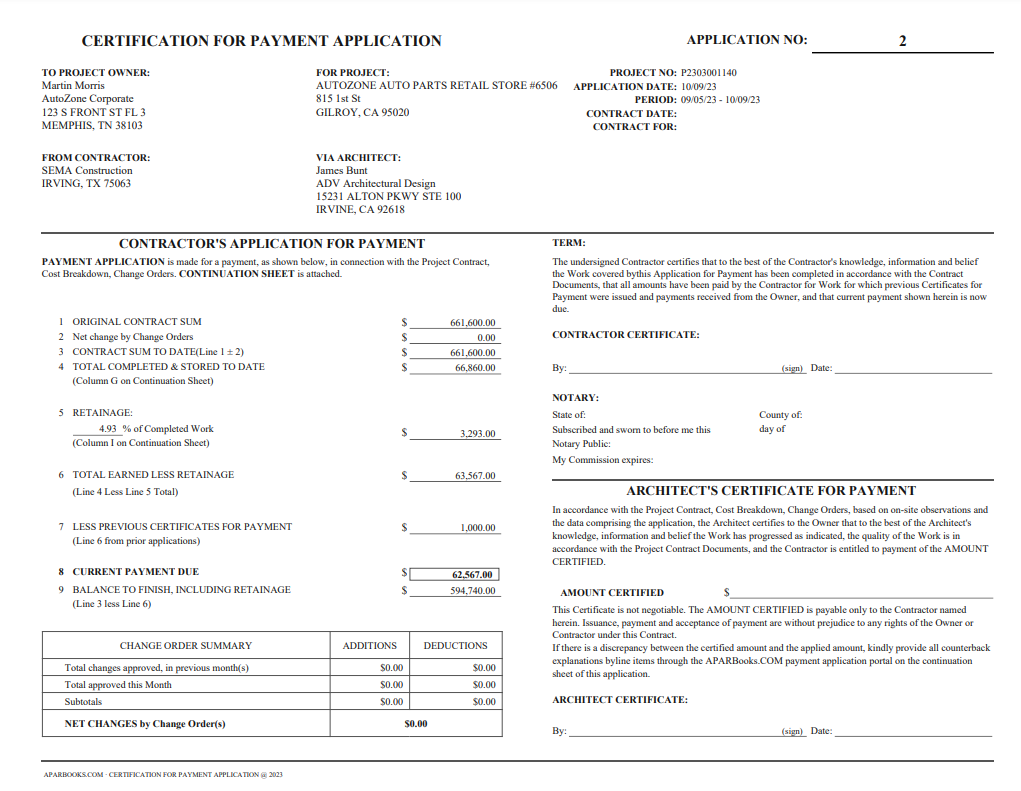 CERTIFICATION FOR PAYMENT APPLICATION
APPLICATION NO: 2
TO PROJECT OWNER:
Martin Morris
AutoZone Corporate
123 S FRONT ST FL 3
MEMPHIS, TN 38103
FOR PROJECT:
AUTOZONE AUTO PARTS RETAIL STORE #6506
815 1st St
GILROY, CA 95020
PROJECT NO: P2303001140
APPLICATION DATE: 10/09/23
PERIOD: 09/05/23 - 10/09/23
CONTRACT DATE:
CONTRACT FOR:
FROM CONTRACTOR:
SEMA Construction
IRVING, TX 75063
VIA ARCHITECT:
James Bunt
ADV Architectural Design
15231 ALTON PKWY STE 100
IRVINE, CA 92618
CONTRACTOR'S APPLICATION FOR PAYMENT
PAYMENT APPLICATION is made for a payment, as shown below, in connection with the Project Contract,
Cost Breakdown, Change Orders. CONTINUATION SHEET is attached.
1 ORIGINAL CONTRACT SUM $ 661,600.00
2 Net change by Change Orders $ 0.00
3 CONTRACT SUM TO DATE(Line 1 ± 2) $ 661,600.00
4 TOTAL COMPLETED & STORED TO DATE $ 66,860.00
(Column G on Continuation Sheet)
5 RETAINAGE:
4.93 % of Completed Work $ 3,293.00
(Column I on Continuation Sheet)
6 TOTAL EARNED LESS RETAINAGE $ 63,567.00
(Line 4 Less Line 5 Total)
7 LESS PREVIOUS CERTIFICATES FOR PAYMENT $ 1,000.00
(Line 6 from prior applications)
8 CURRENT PAYMENT DUE $ 62,567.00
9 BALANCE TO FINISH, INCLUDING RETAINAGE $ 594,740.00
(Line 3 less Line 6)
CHANGE ORDER SUMMARY ADDITIONS DEDUCTIONS
Total changes approved, in previous month(s) $0.00 $0.00
Total approved this Month $0.00 $0.00
Subtotals $0.00 $0.00
NET CHANGES by Change Order(s) $0.00
TERM:
The undersigned Contractor certifies that to the best of the Contractor's knowledge, information and belief
the Work covered bythis Application for Payment has been completed in accordance with the Contract
Documents, that all amounts have been paid by the Contractor for Work for which previous Certificates for
Payment were issued and payments received from the Owner, and that current payment shown herein is now
due.
CONTRACTOR CERTIFICATE:
By: (sign) Date:
NOTARY:
State of: County of:
Subscribed and sworn to before me this day of
Notary Public:
My Commission expires:
ARCHITECT'S CERTIFICATE FOR PAYMENT
In accordance with the Project Contract, Cost Breakdown, Change Orders, based on on-site observations and
the data comprising the application, the Architect certifies to the Owner that to the best of the Architect's
knowledge, information and belief the Work has progressed as indicated, the quality of the Work is in
accordance with the Project Contract Documents, and the Contractor is entitled to payment of the AMOUNT
CERTIFIED.
AMOUNT CERTIFIED $
This Certificate is not negotiable. The AMOUNT CERTIFIED is payable only to the Contractor named
herein. Issuance, payment and acceptance of payment are without prejudice to any rights of the Owner or
Contractor under this Contract.
If there is a discrepancy between the certified amount and the applied amount, kindly provide all counterback
explanations byline items through the APARBooks.COM payment application portal on the continuation
sheet of this application.
ARCHITECT CERTIFICATE:
By: (sign) Date:
APARBOOKS.COM · CERTIFICATION FOR PAYMENT APPLICATION @ 2023